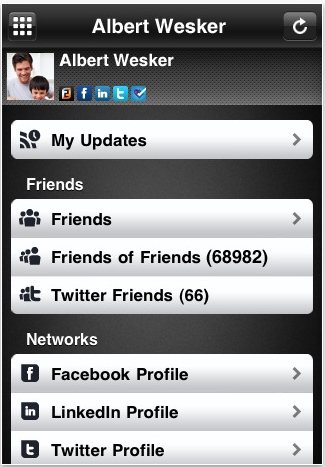 Albert Wesker
Albert Wesker
My Updates
Friends
Friends
Friends of Friends (68982)
Twitter Friends (66)
Networks
Facebook Profile
LinkedIn Profile
Twitter Profile